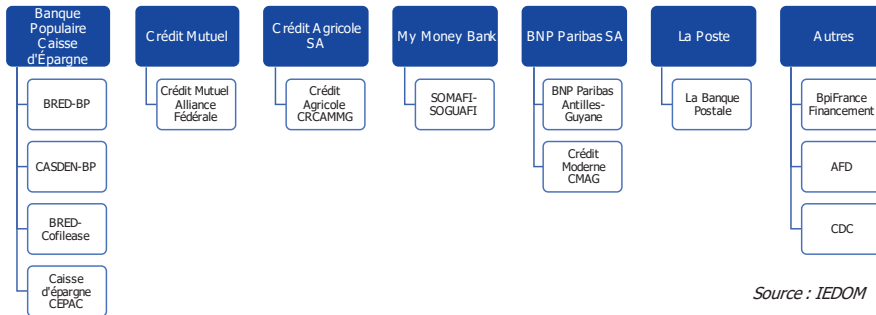 Banque
Populaire
Caisse
d'Épargne
BRED-BP
CASDEN-BP
BRED-
Cofilease
Caisse
d'épargne
CEPAC
Crédit Mutuel
Crédit Mutuel
Alliance
Fédérale
Crédit Agricole
SA
Crédit
Agricole
CRCAMMG
My Money Bank
SOMAFI-
SOGUAFI
BNP Paribas SA
BNP Paribas
Antilles-
Guyane
Crédit
Moderne
CMAG
La Poste
La Banque
Postale
Autres
BpiFrance
Financement
AFD
CDC
Source : IEDOM